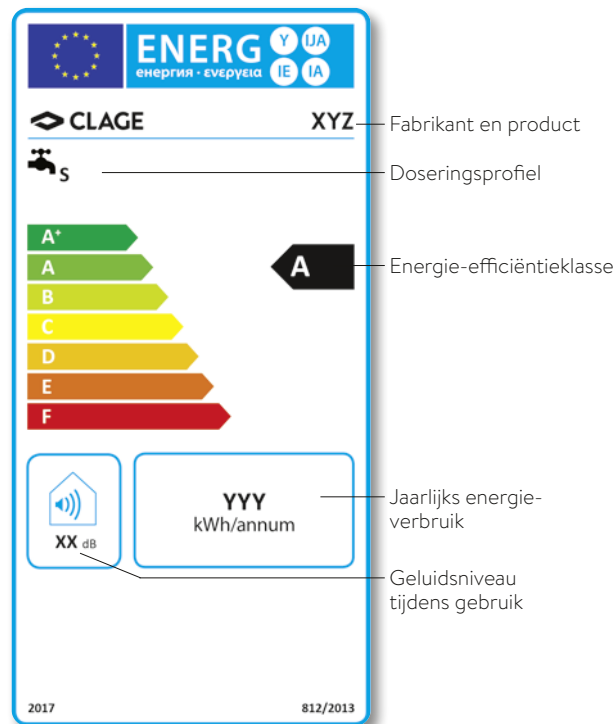 ENERG Y IJA
енергия · ενεργεια IE IA
CLAGE XYZ
Fabrikant en product
S
Doseringsprofiel
A+
A
B
C
D
E
F
A
Energie-efficiëntieklasse
XX dB
YYY
kWh/annum
Jaarlijks energie-
verbruik
Geluidsniveau
tijdens gebruik
2017 812/2013